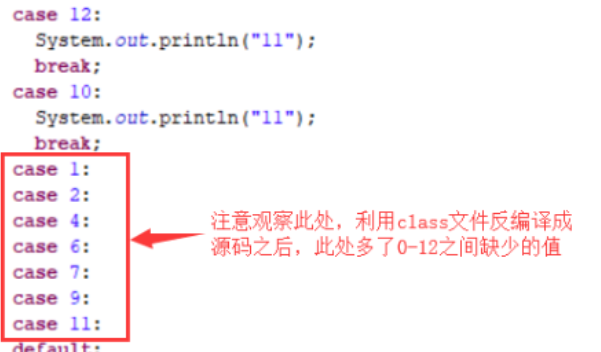 case 12:
System.out.println("11");
break;
case 10:
System.out.println("11");
break;
case 1:
case 2:
case 4:
case 6:
case 7:
case 9:
case 11:
default:
注意观察此处，利用class文件反编译成
源码之后，此处多了0-12之间缺少的值